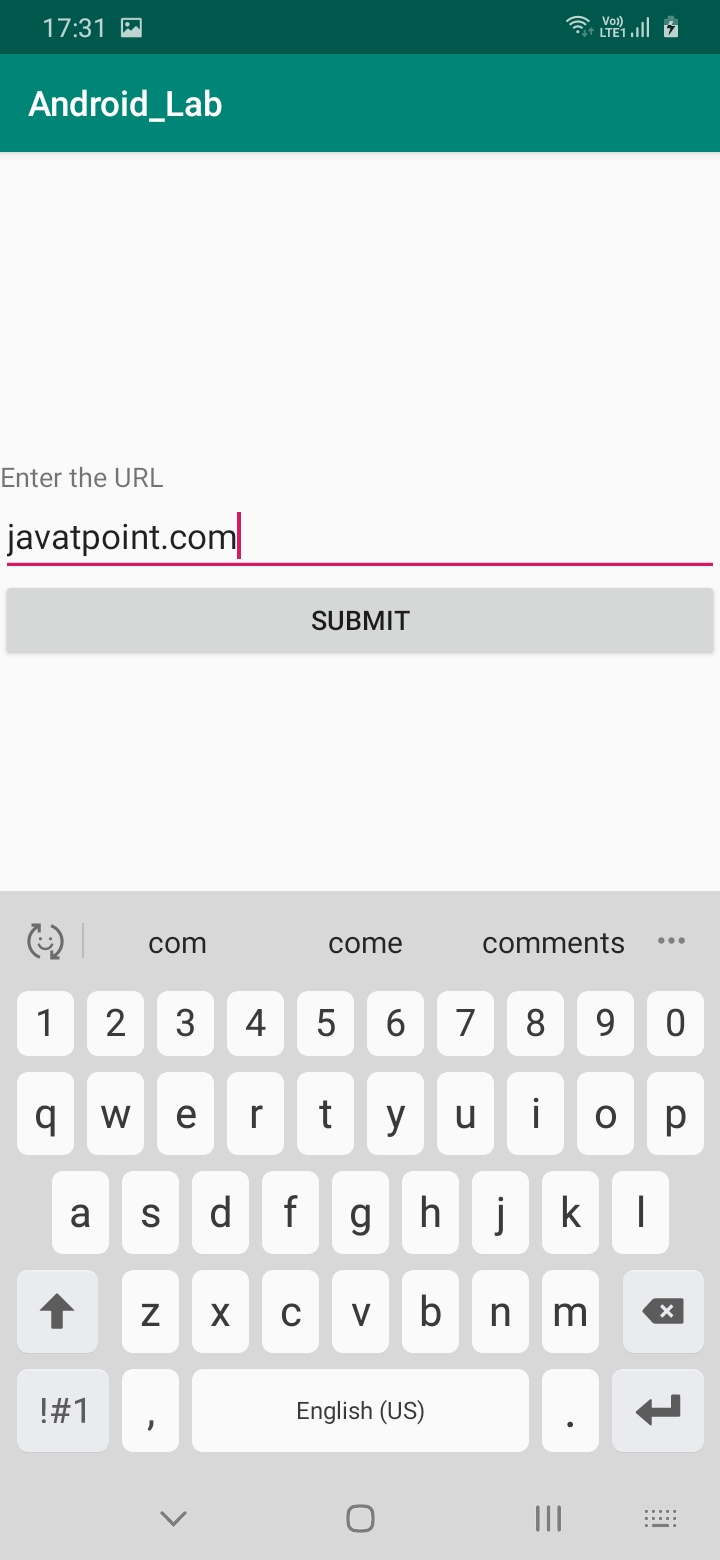 17:31 Vo)) LTE1
Android_Lab
Enter the URL
javatpoint.com
SUBMIT
com come comments
1 2 3 4 5 6 7 8 9 0
q w e r t y u i o p
a s d f g h j k l
z x c v b n m
!#1 , English (US) .